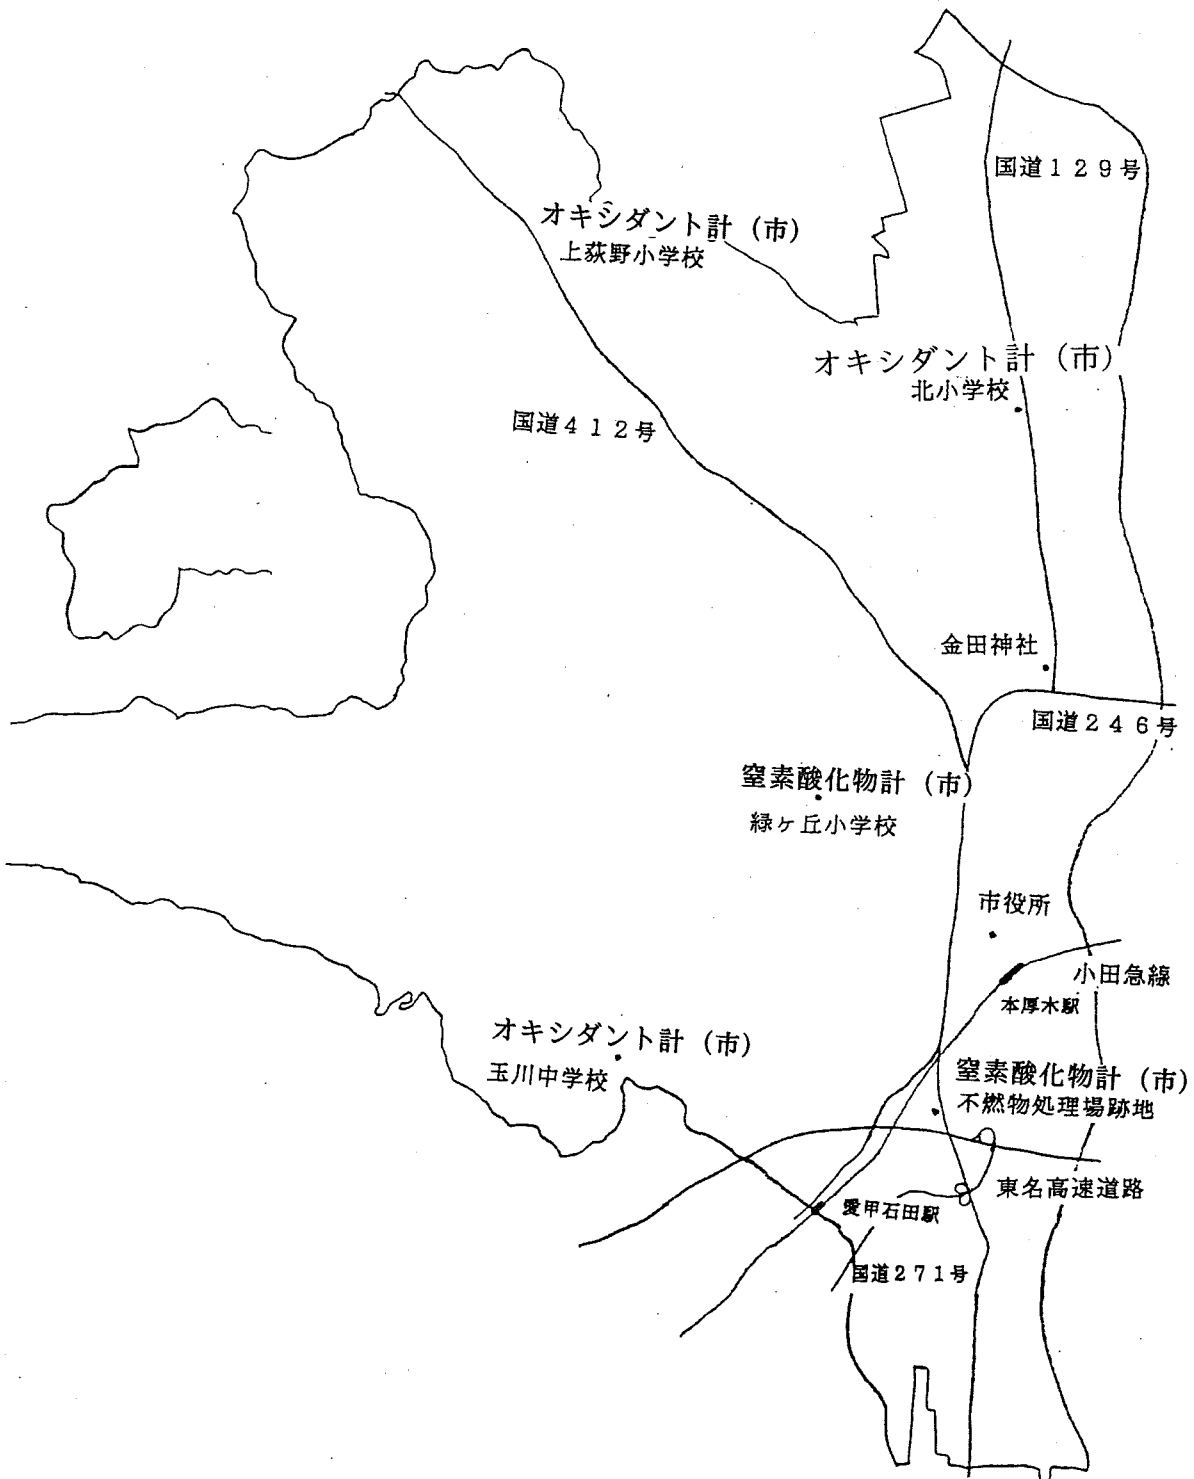 国道129号
オキシダント計（市）
上荻野小学校
オキシダント計（市）
北小学校
国道412号
金田神社
国道246号
窒素酸化物計（市）
緑ヶ丘小学校
市役所
小田急線
本厚木駅
オキシダント計（市）
玉川中学校
窒素酸化物計（市）
不燃物処理場跡地
東名高速道路
愛甲石田駅
国道271号